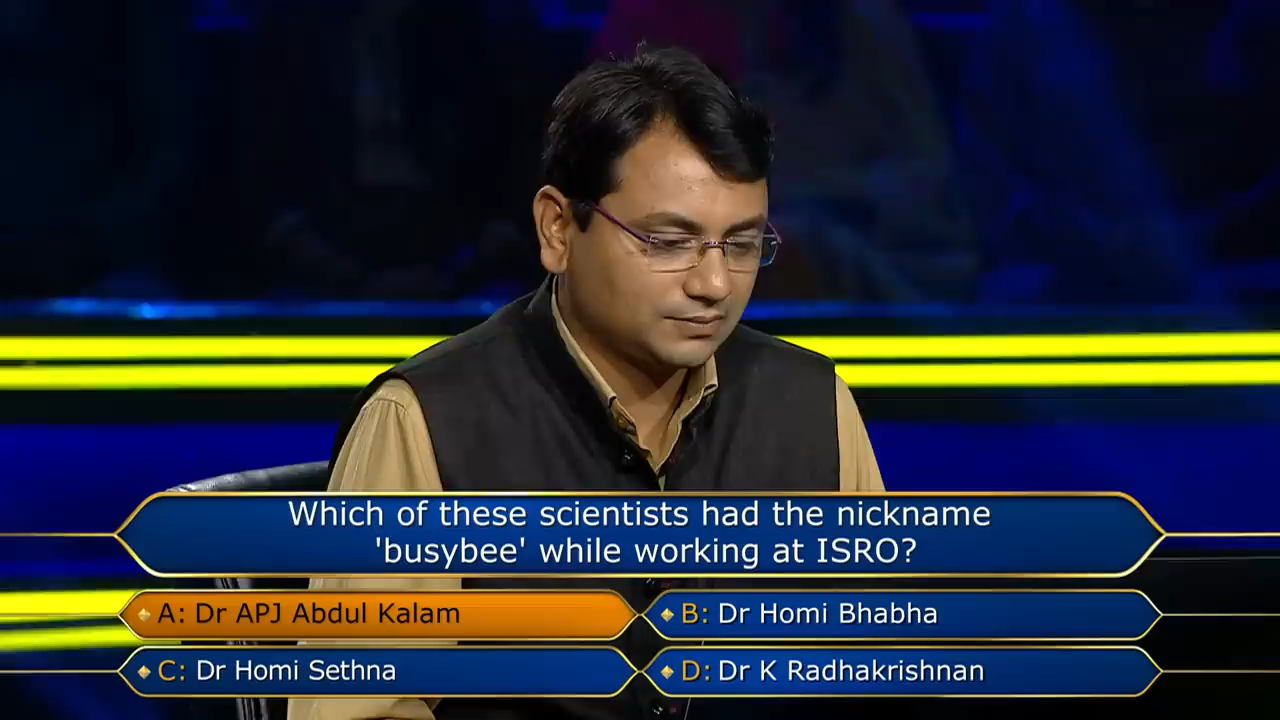 Which of these scientists had the nickname
'busybee' while working at ISRO?
A: Dr APJ Abdul Kalam
B: Dr Homi Bhabha
C: Dr Homi Sethna
D: Dr K Radhakrishnan